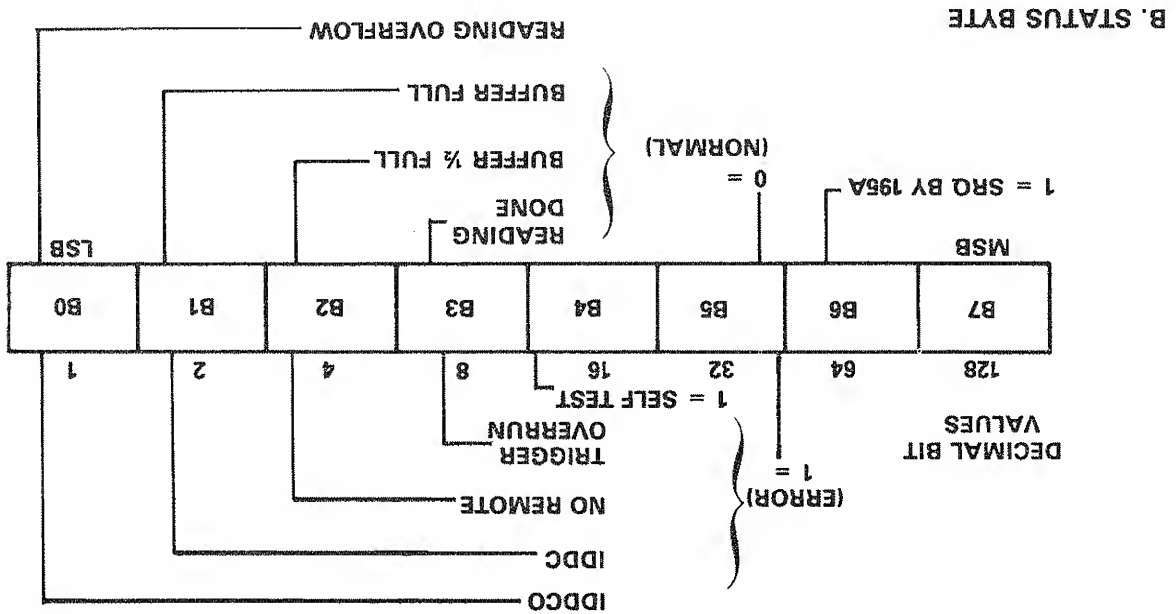 B. STATUS BYTE
IDDCO
IDDC
NO REMOTE
TRIGGER
OVERRUN
1 = SELF TEST
(ERROR)
1 =
DECIMAL BIT
VALUES
128 64 32 16 8 4 2 1
B7 B6 B5 B4 B3 B2 B1 B0
MSB
LSB
1 = SRQ BY 195A
0 =
(NORMAL)
READING
DONE
BUFFER ½ FULL
BUFFER FULL
READING OVERFLOW